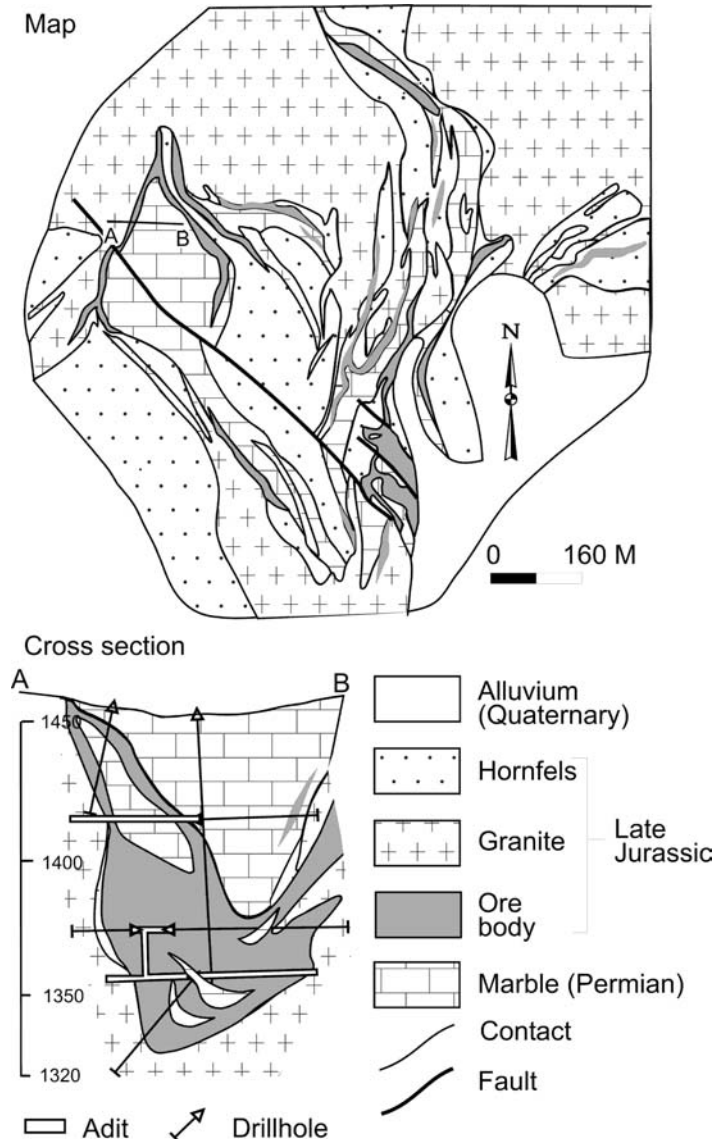 Map
A
B
N
0 160 M
Cross section
A
B
1450
1400
1350
1320
Alluvium
(Quaternary)
Hornfels
Granite
Late
Jurassic
Ore
body
Marble (Permian)
Contact
Fault
Adit
Drillhole